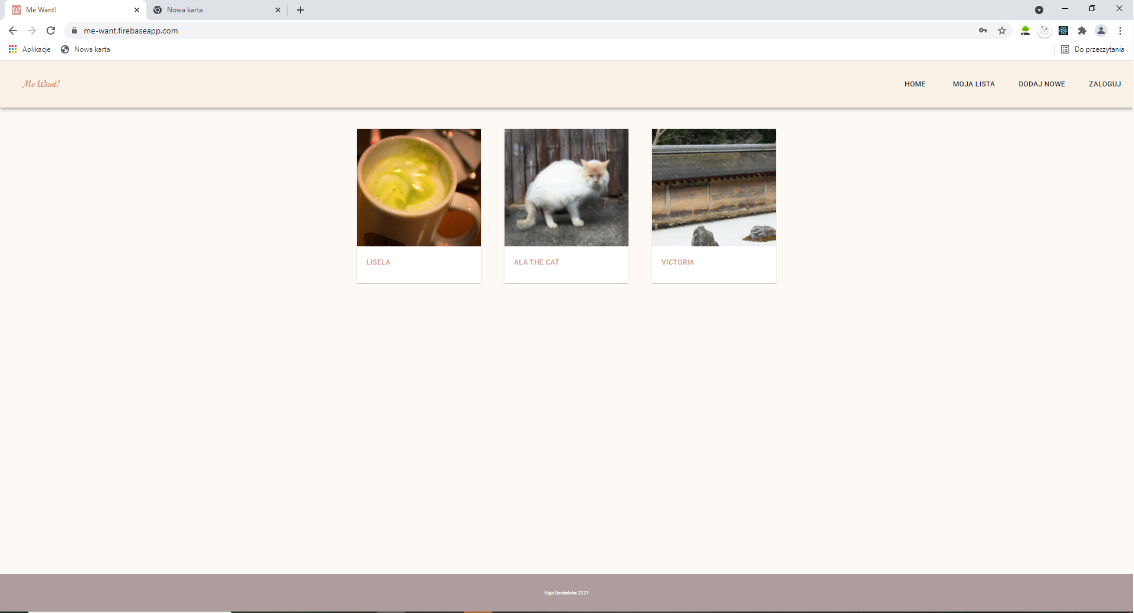 Me Want!
Nowa karta
me-want.firebaseapp.com
Aplikacje
Nowa karta
Do przeczytania
Me Want!
HOME
MOJA LISTA
DODAJ NOWE
ZALOGUJ
LISELA
ALA THE CAT
VICTORIA
2021